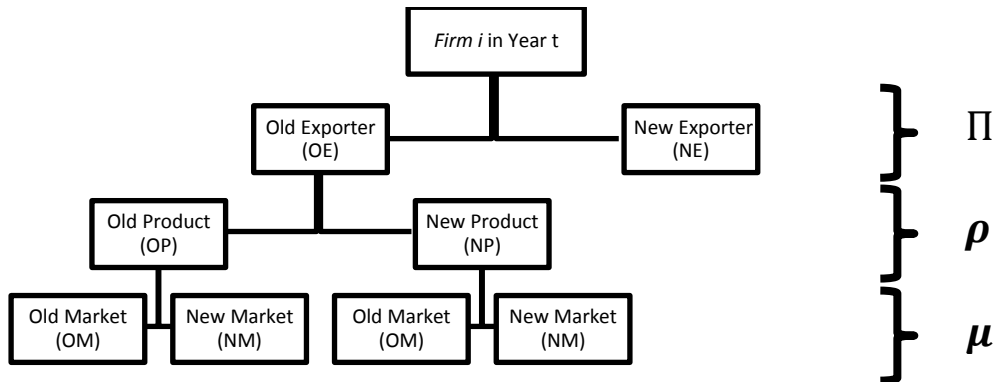 Firm i in Year t
Old Exporter
(OE)
New Exporter
(NE)
Π
Old Product
(OP)
New Product
(NP)
ρ
Old Market
(OM)
New Market
(NM)
Old Market
(OM)
New Market
(NM)
μ